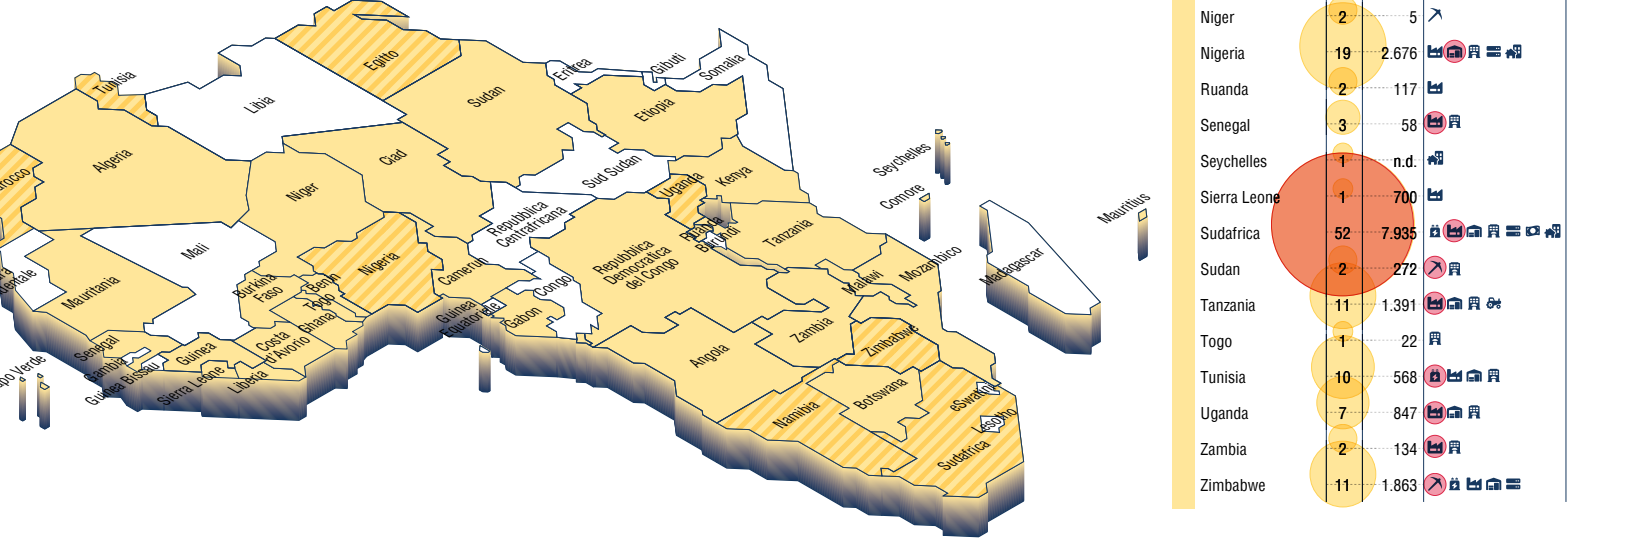 Tunisia
Libia
Egitto
Sudan
Eritrea
Gibuti
Somalia
Etiopia
Algeria
Ciad
Niger
Sud Sudan
Uganda
Kenya
Seychelles
Comore
Mauritius
Madagascar
Mali
Mauritania
Repubblica
Centrafricana
Burundi
Tanzania
Nigeria
Repubblica
Democratica
del Congo
Burkina
Faso
Benin
Togo
Ghana
Cameron
Congo
Gabon
Guinea
Equatoriale
Malawi
Mozambico
Costa
d'Avorio
Senegal
Gambia
Guinea Bissau
Guinea
Sierra Leone
Liberia
Angola
Zambia
Zimbabwe
Namibia
Botswana
eSwatini
Lesotho
Sudafrica
Verde
Niger 2 5
Nigeria 19 2.676
Ruanda 2 117
Senegal 3 58
Seychelles 1 n.d.
Sierra Leone 1 700
Sudafrica 52 7.935
Sudan 2 272
Tanzania 11 1.391
Togo 1 22
Tunisia 10 568
Uganda 7 847
Zambia 2 134
Zimbabwe 11 1.863